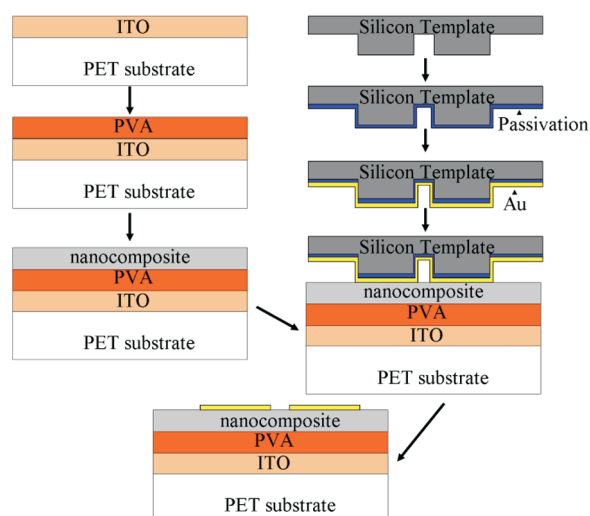 ITO
PET substrate
PVA
ITO
PET substrate
nanocomposite
PVA
ITO
PET substrate
Silicon Template
Silicon Template
Passivation
Silicon Template
Au
Silicon Template
nanocomposite
PVA
ITO
PET substrate
nanocomposite
PVA
ITO
PET substrate